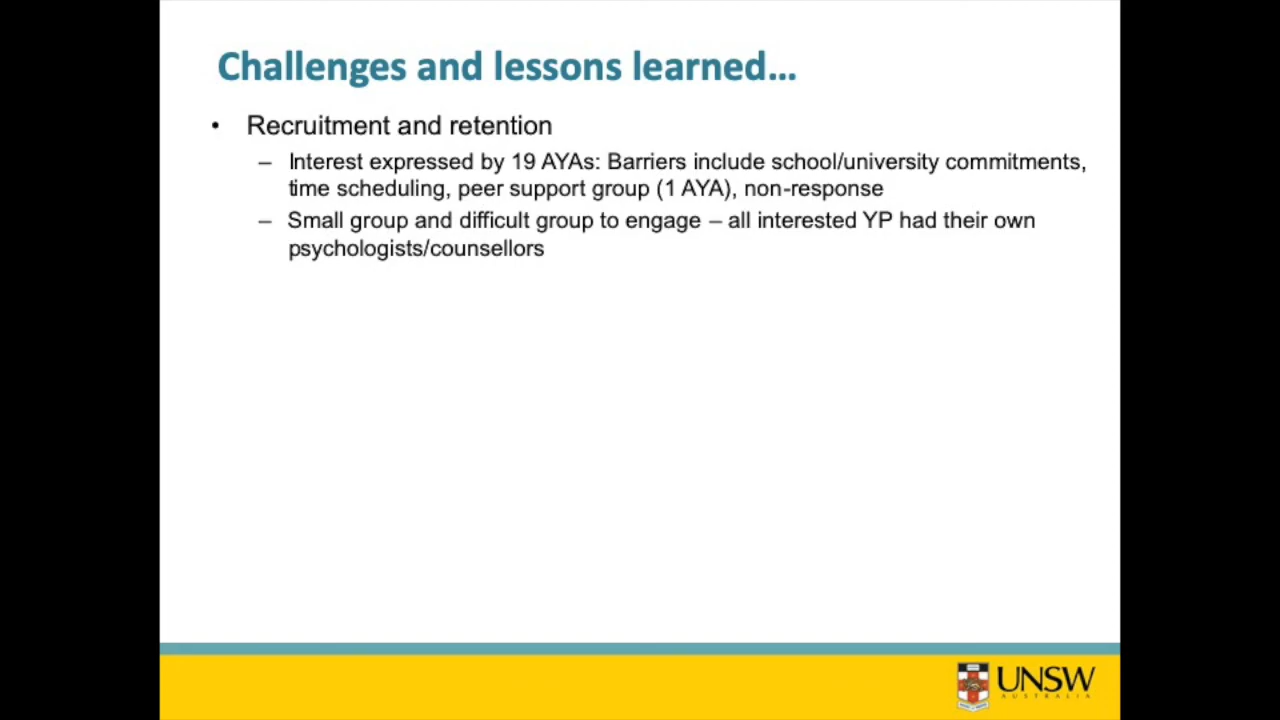 Challenges and lessons learned...
• Recruitment and retention
– Interest expressed by 19 AYAs: Barriers include school/university commitments,
time scheduling, peer support group (1 AYA), non-response
– Small group and difficult group to engage – all interested YP had their own
psychologists/counsellors
UNSW
AUSTRALIA